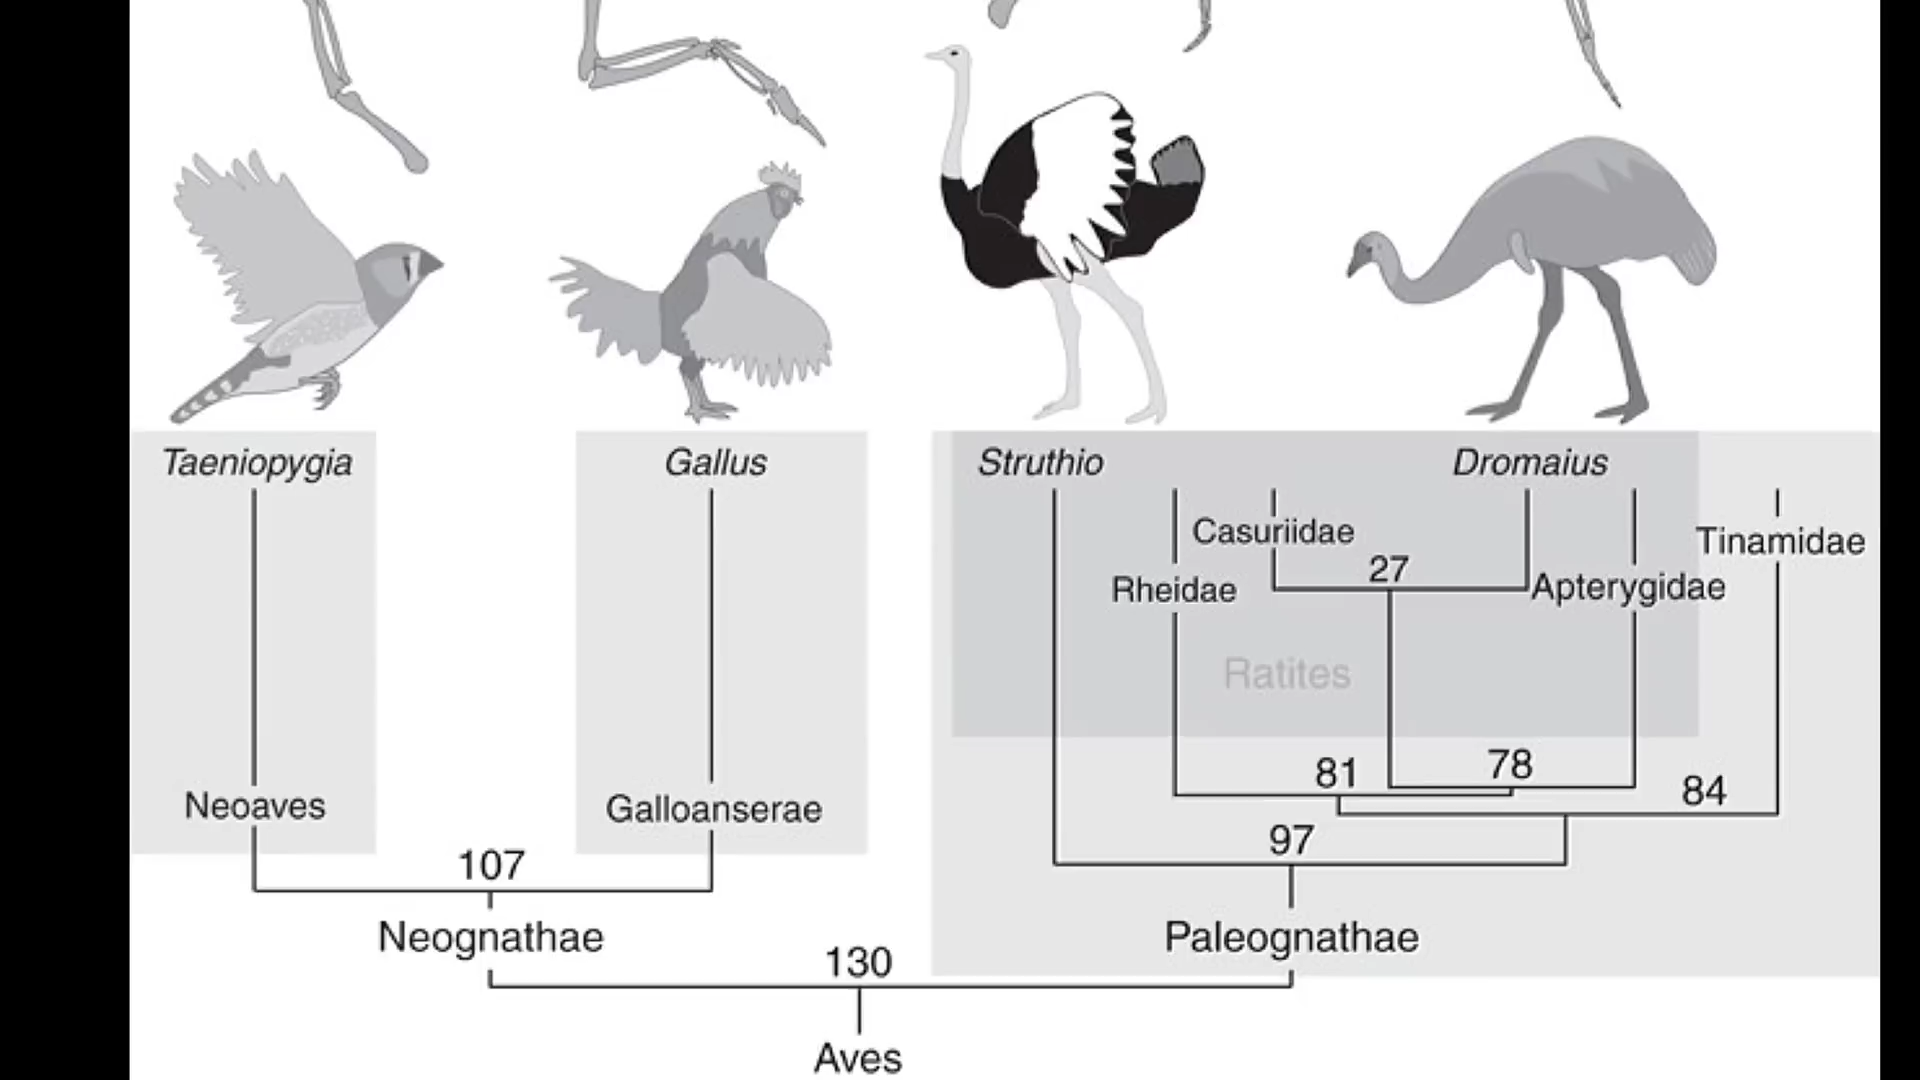 Taeniopygia
Gallus
Struthio
Dromaius
Casuriidae
Tinamidae
27
Rheidae
Apterygidae
Ratites
81
78
84
Neoaves
Galloanserae
97
107
Neognathae
Paleognathae
130
Aves